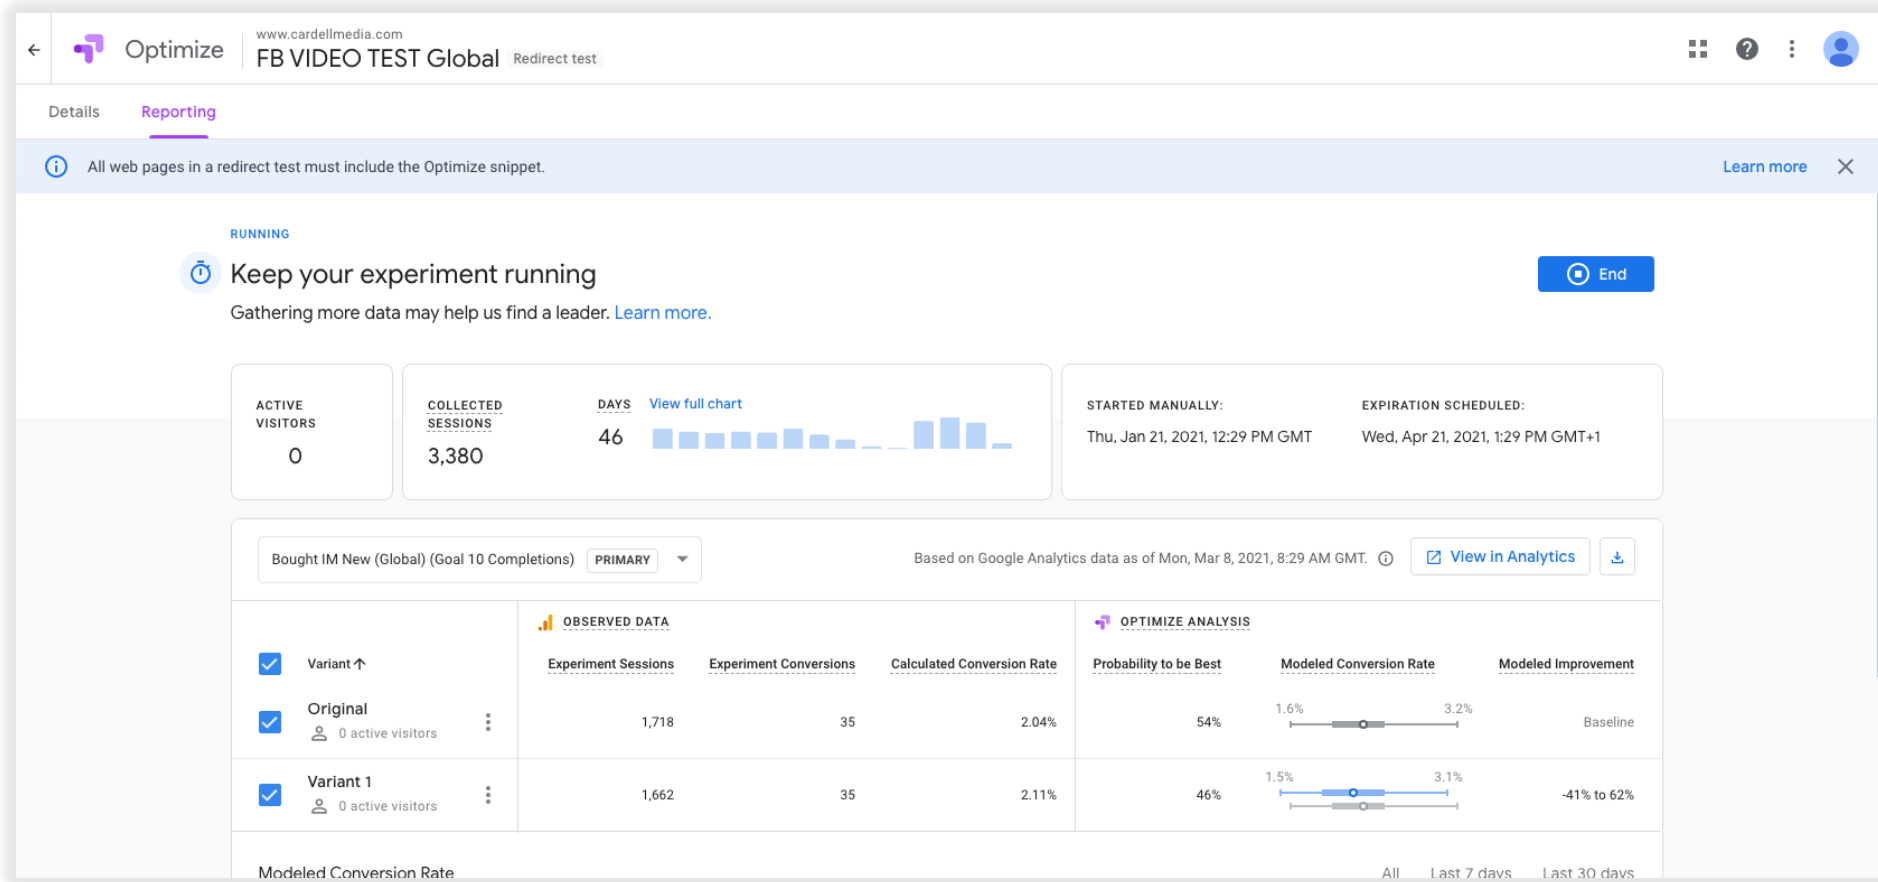 www.cardellmedia.com
Optimize
FB VIDEO TEST Global Redirect test
Details Reporting
All web pages in a redirect test must include the Optimize snippet. Learn more
RUNNING
Keep your experiment running
End
Gathering more data may help us find a leader. Learn more.
ACTIVE VISITORS
0
COLLECTED SESSIONS
3,380
DAYS
46
View full chart
STARTED MANUALLY:
Thu, Jan 21, 2021, 12:29 PM GMT
EXPIRATION SCHEDULED:
Wed, Apr 21, 2021, 1:29 PM GMT+1
Bought IM New (Global) (Goal 10 Completions) PRIMARY
Based on Google Analytics data as of Mon, Mar 8, 2021, 8:29 AM GMT.
View in Analytics
OBSERVED DATA
OPTIMIZE ANALYSIS
Variant Experiment Sessions Experiment Conversions Calculated Conversion Rate Probability to be Best Modeled Conversion Rate Modeled Improvement
Original
0 active visitors
1,718 35 2.04% 54% 1.6% 3.2% Baseline
Variant 1
0 active visitors
1,662 35 2.11% 46% 1.5% 3.1% -41% to 62%
Modeled Conversion Rate
All Last 7 days Last 30 days